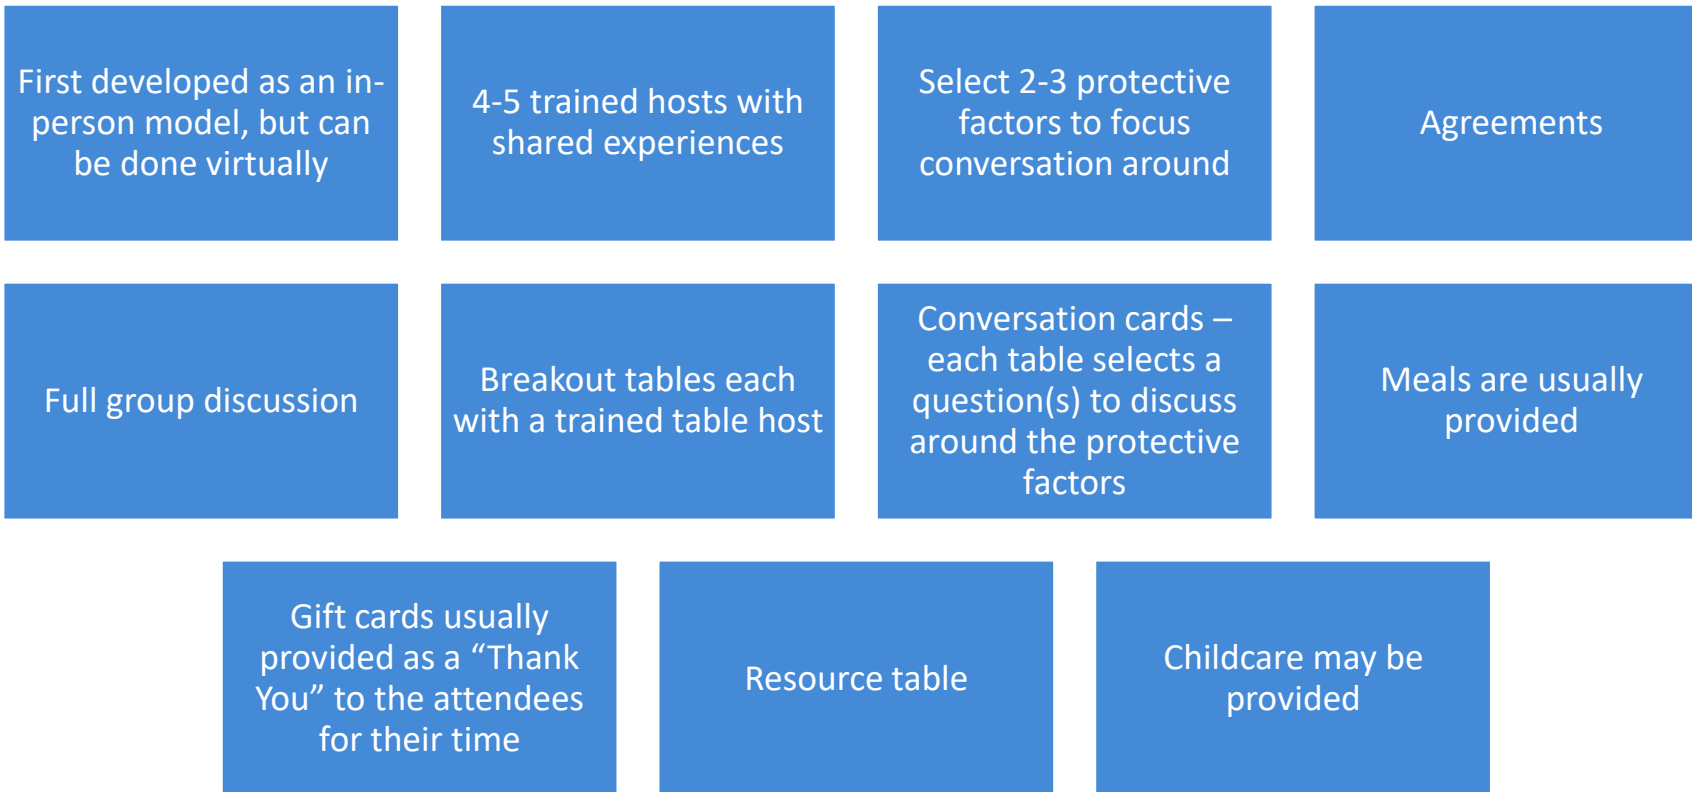 First developed as an in-
person model, but can
be done virtually
4-5 trained hosts with
shared experiences
Select 2-3 protective
factors to focus
conversation around
Agreements
Full group discussion
Breakout tables each
with a trained table host
Conversation cards –
each table selects a
question(s) to discuss
around the protective
factors
Meals are usually
provided
Gift cards usually
provided as a “Thank
You” to the attendees
for their time
Resource table
Childcare may be
provided